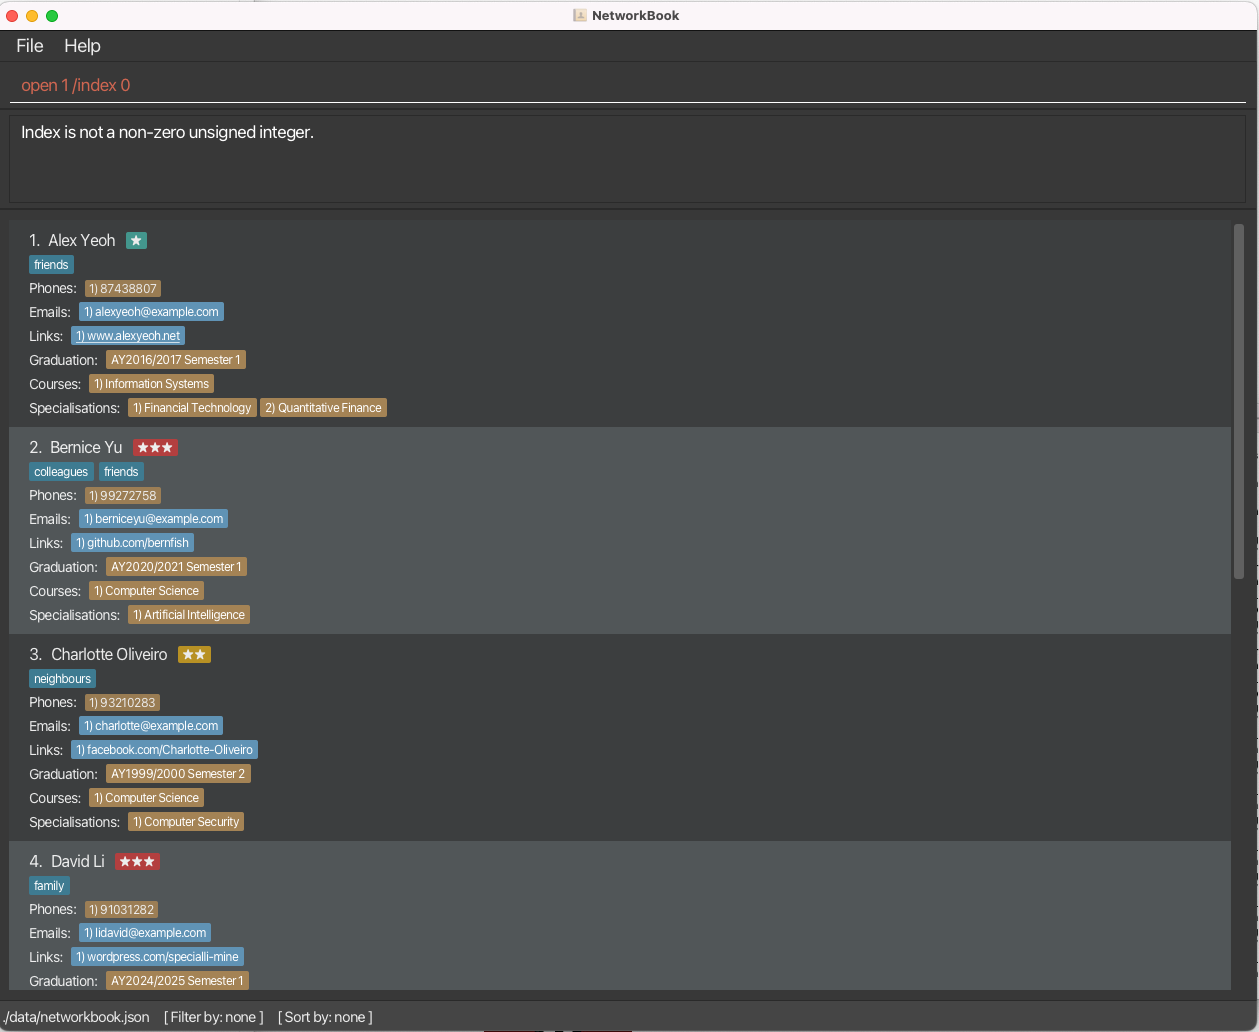 NetworkBook
File Help
open 1 /index 0
Index is not a non-zero unsigned integer.
1. Alex Yeoh
friends
Phones: 1) 87438807
Emails: 1) alexyeoh@example.com
Links: 1) www.alexyeoh.net
Graduation: AY2016/2017 Semester 1
Courses: 1) Information Systems
Specialisations: 1) Financial Technology 2) Quantitative Finance
2. Bernice Yu
colleagues friends
Phones: 1) 99272758
Emails: 1) berniceyu@example.com
Links: 1) github.com/bernfish
Graduation: AY2020/2021 Semester 1
Courses: 1) Computer Science
Specialisations: 1) Artificial Intelligence
3. Charlotte Oliveiro
neighbours
Phones: 1) 93210283
Emails: 1) charlotte@example.com
Links: 1) facebook.com/Charlotte-Oliveiro
Graduation: AY1999/2000 Semester 2
Courses: 1) Computer Science
Specialisations: 1) Computer Security
4. David Li
family
Phones: 1) 91031282
Emails: 1) lidavid@example.com
Links: 1) wordpress.com/specialli-mine
Graduation: AY2024/2025 Semester 1
./data/networkbook.json [ Filter by: none ] [ Sort by: none ]